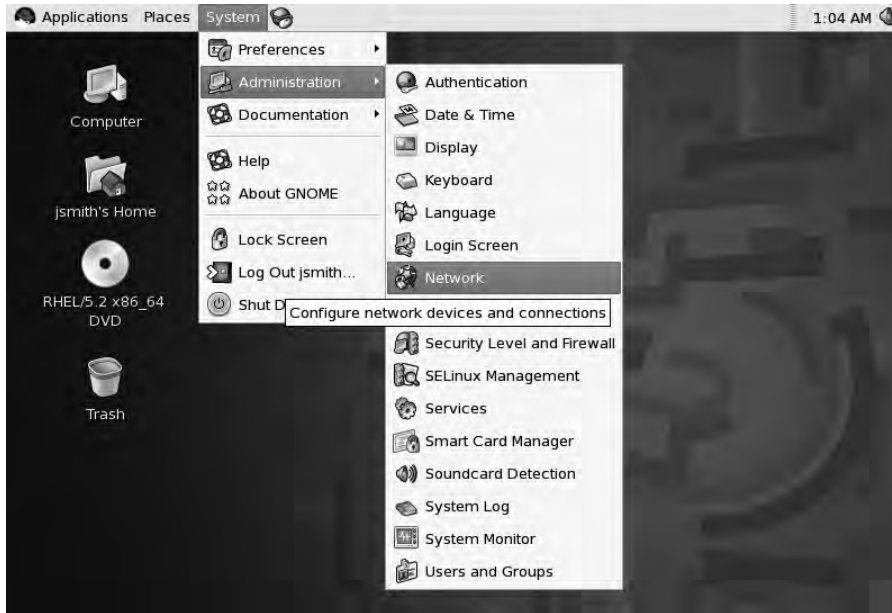 Applications Places System
1:04 AM
Computer
jsmith's Home
RHEL/5.2 x86_64
DVD
Trash
Preferences
Administration
Documentation
Help
About GNOME
Lock Screen
Log Out jsmith...
Shut D
Configure network devices and connections
Authentication
Date & Time
Display
Keyboard
Language
Login Screen
Network
Security Level and Firewall
SELinux Management
Services
Smart Card Manager
Soundcard Detection
System Log
System Monitor
Users and Groups